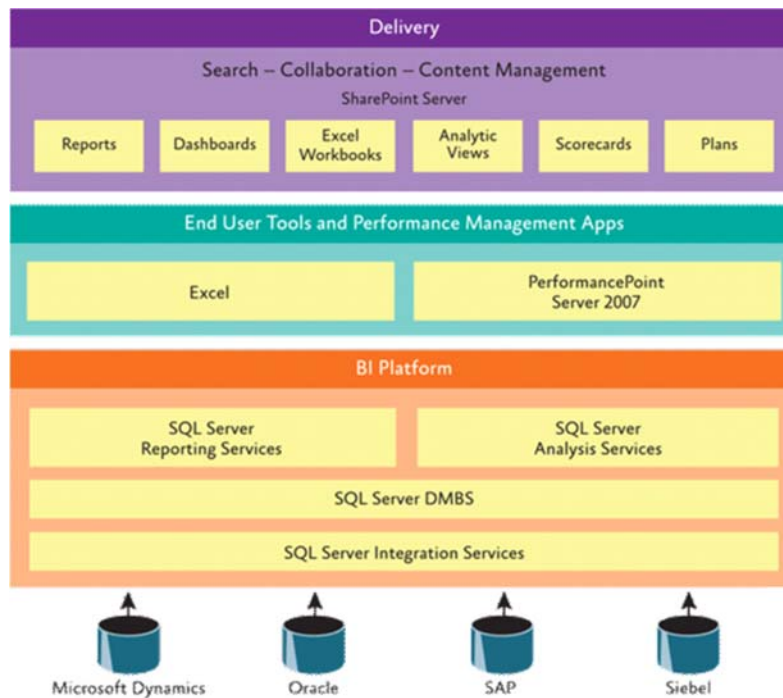 Delivery
Search – Collaboration – Content Management
SharePoint Server
Reports
Dashboards
Excel
Workbooks
Analytic
Views
Scorecards
Plans
End User Tools and Performance Management Apps
Excel
PerformancePoint
Server 2007
BI Platform
SQL Server
Reporting Services
SQL Server
Analysis Services
SQL Server DMBS
SQL Server Integration Services
Microsoft Dynamics
Oracle
SAP
Siebel